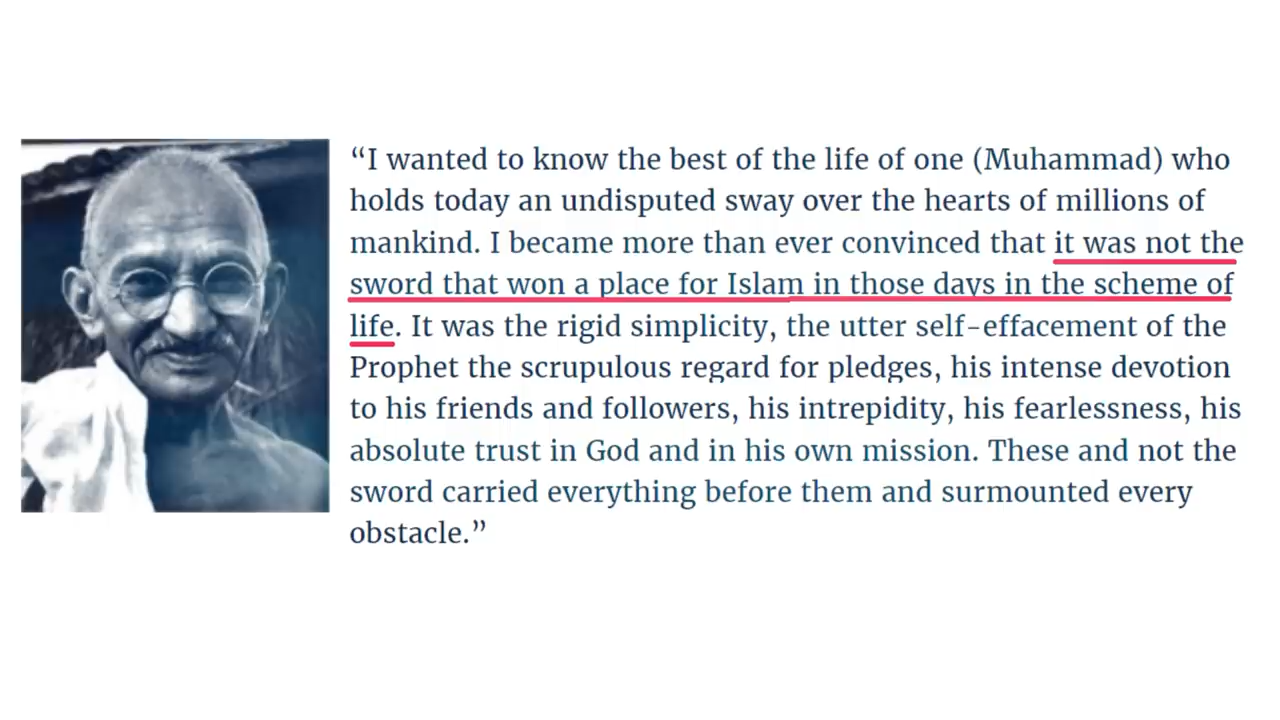 “I wanted to know the best of the life of one (Muhammad) who
holds today an undisputed sway over the hearts of millions of
mankind. I became more than ever convinced that it was not the
sword that won a place for Islam in those days in the scheme of
life. It was the rigid simplicity, the utter self-effacement of the
Prophet the scrupulous regard for pledges, his intense devotion
to his friends and followers, his intrepidity, his fearlessness, his
absolute trust in God and in his own mission. These and not the
sword carried everything before them and surmounted every
obstacle.”